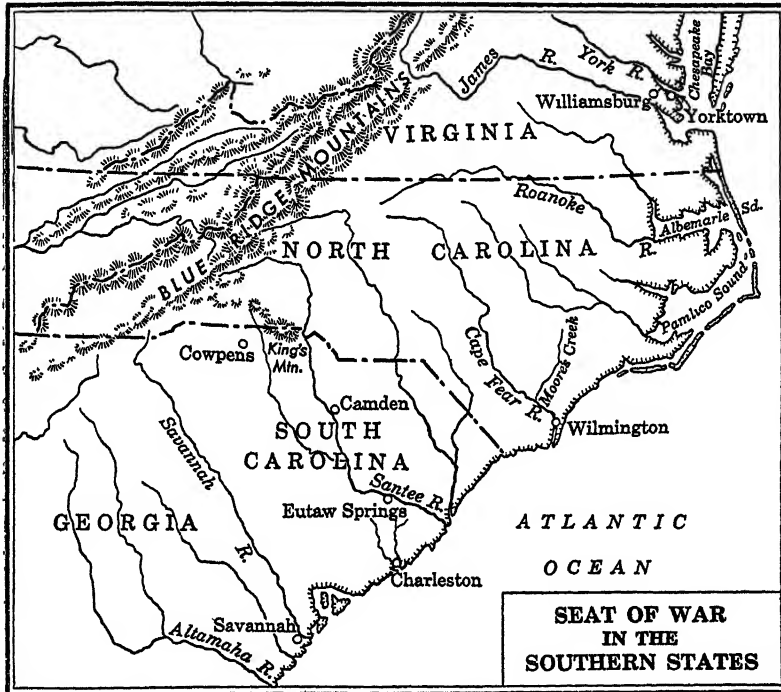 James R.
York R.
Chesapeake Bay
Williamsburg
Yorktown
VIRGINIA
BLUE RIDGE MOUNTAINS
Roanoke R.
Albemarle Sd.
NORTH CAROLINA
Pamlico Sound
Cowpens
King's
Mtn.
Cape Fear R.
Moores Creek
Camden
Wilmington
SOUTH
CAROLINA
Savannah R.
Santee R.
Eutaw Springs
GEORGIA
ATLANTIC
OCEAN
Charleston
Savannah
Altamaha R.
SEAT OF WAR
IN THE
SOUTHERN STATES